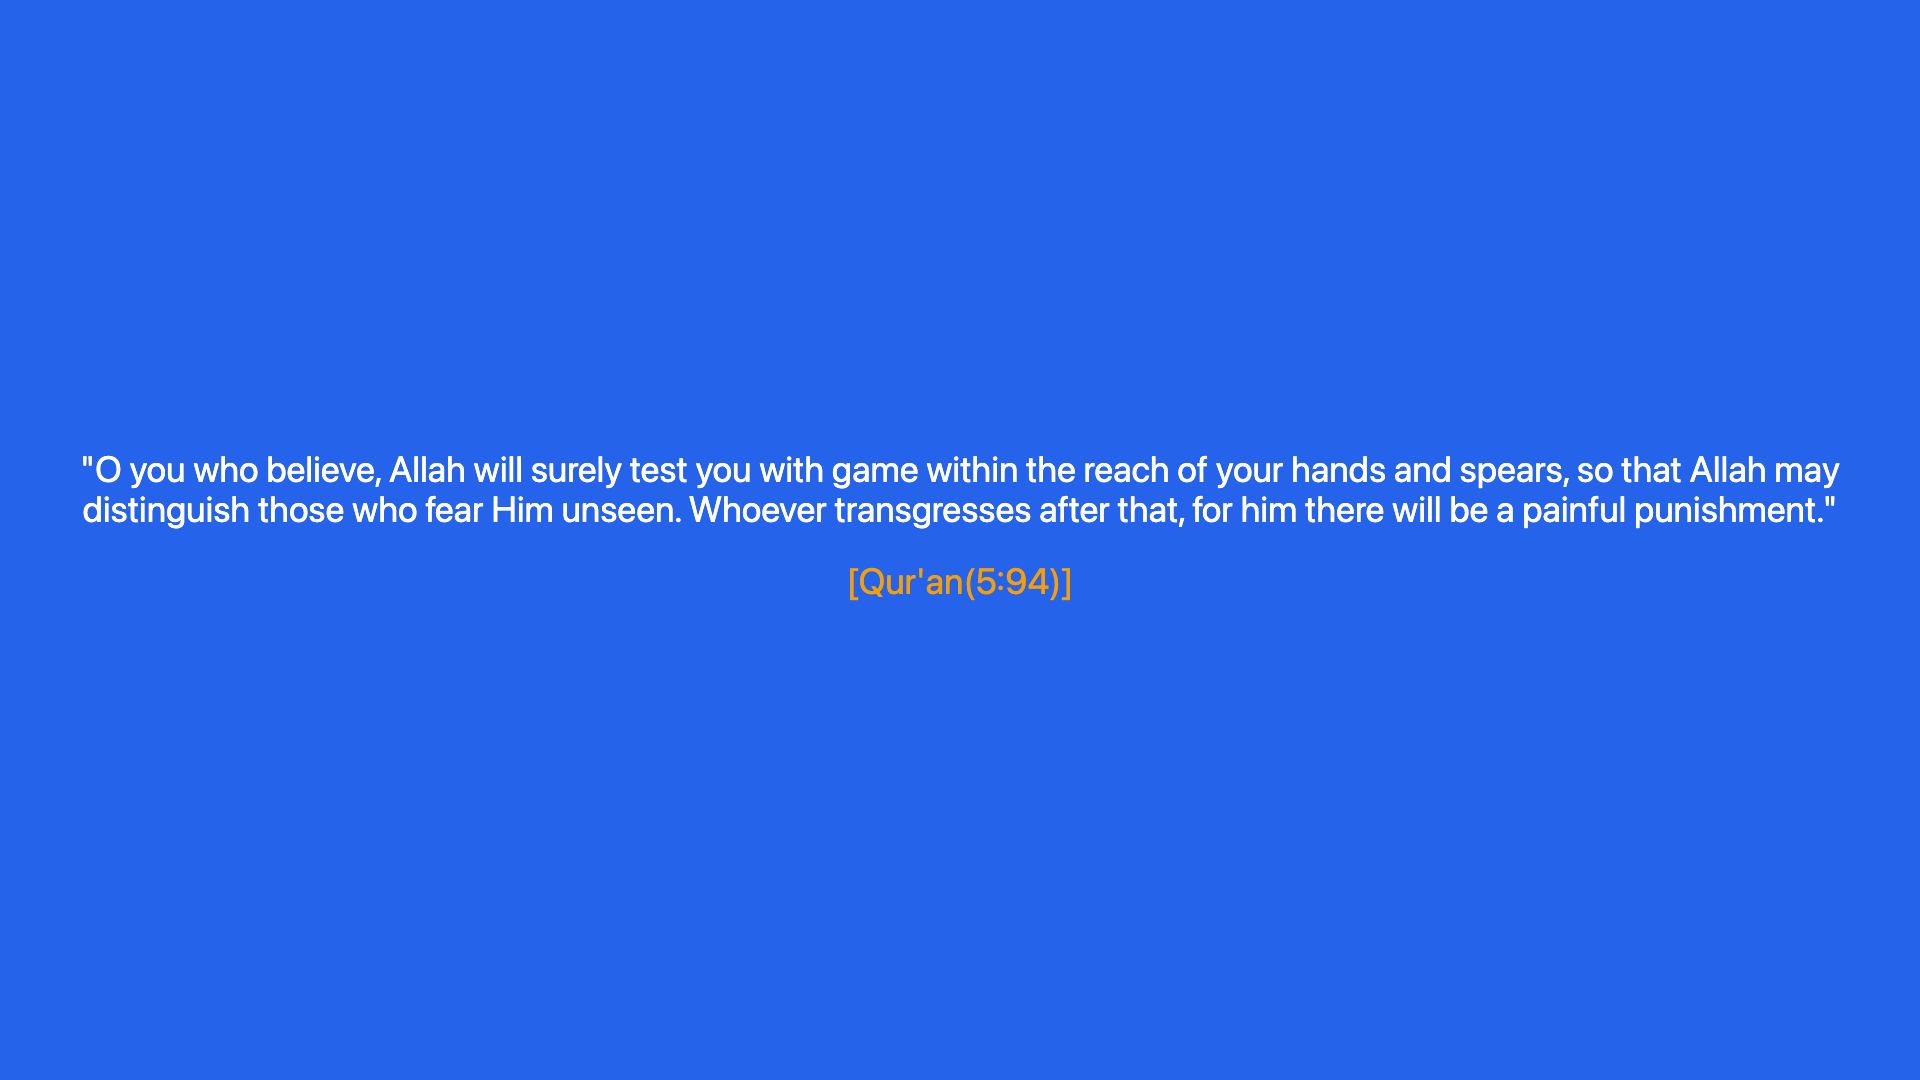 "O you who believe, Allah will surely test you with game within the reach of your hands and spears, so that Allah may
distinguish those who fear Him unseen. Whoever transgresses after that, for him there will be a painful punishment."
[Qur'an(5:94)]